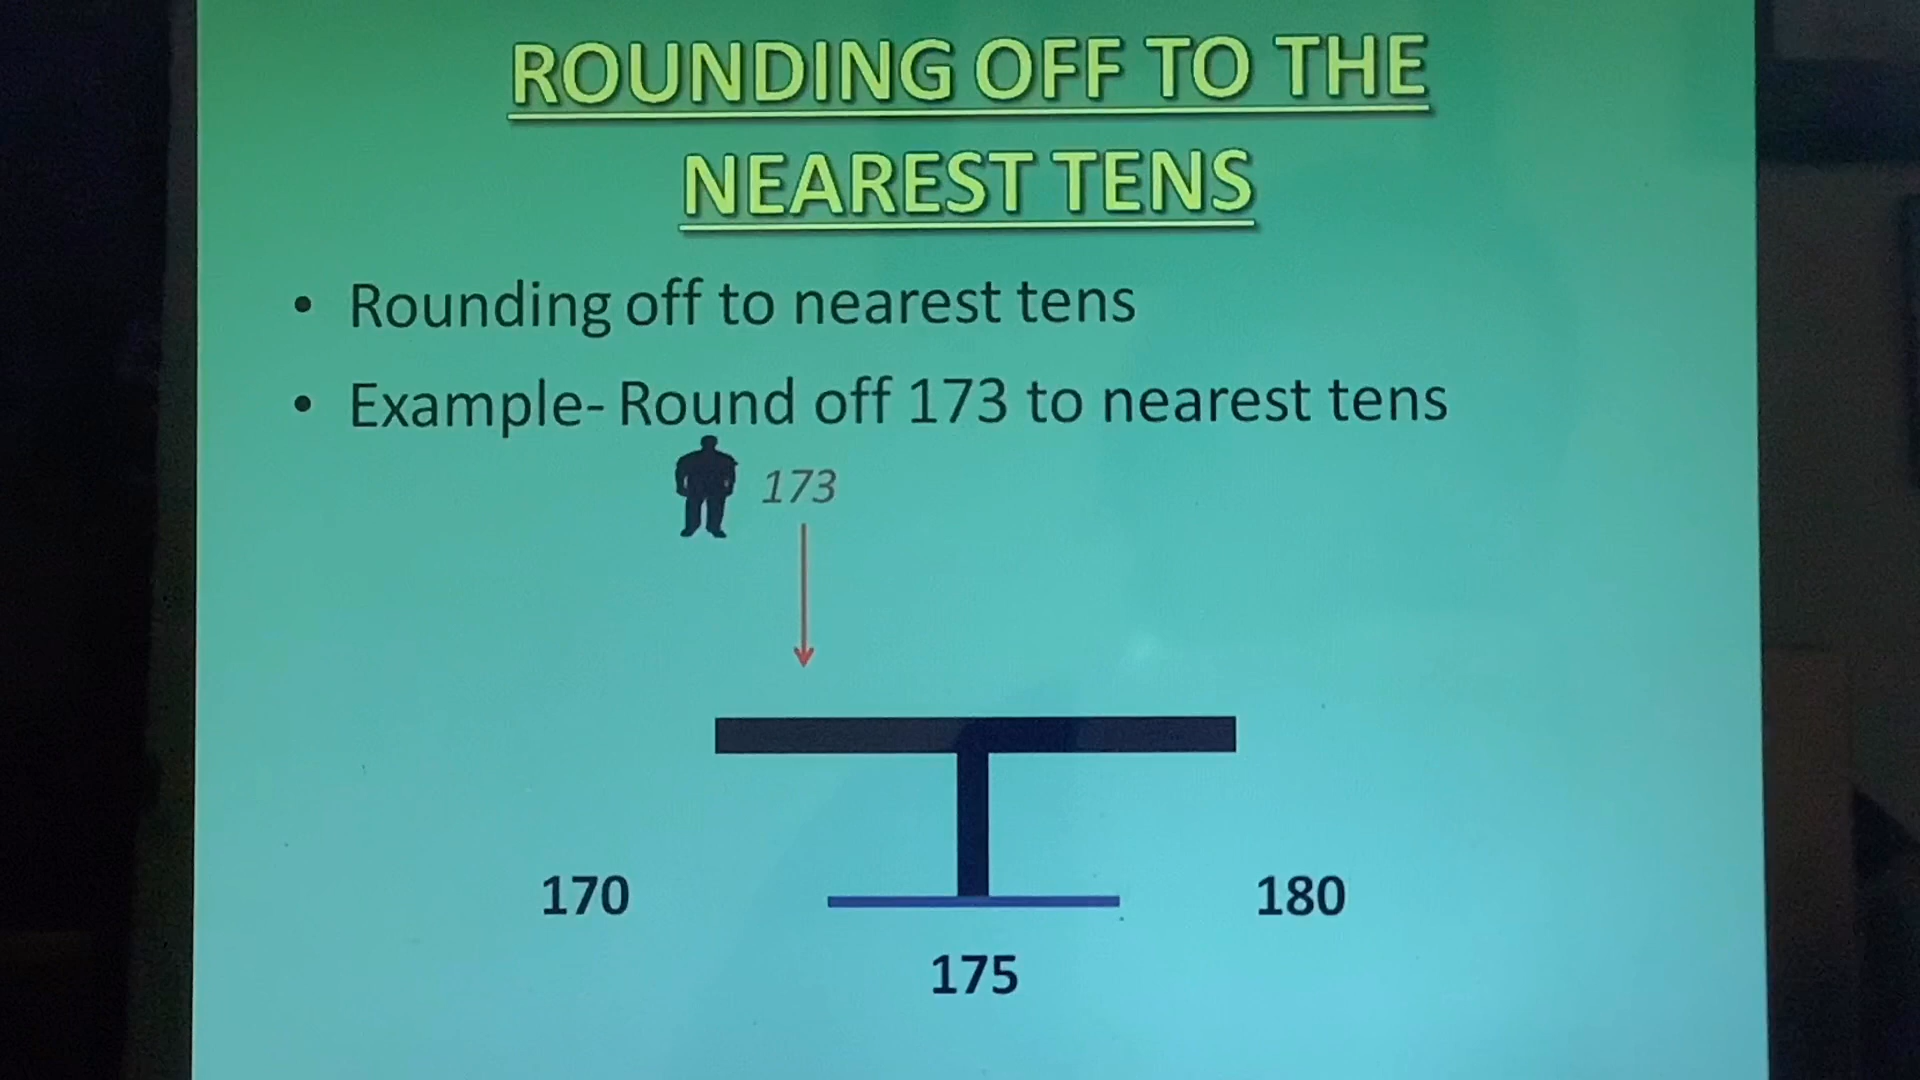 ROUNDING OFF TO THE
NEAREST TENS
• Rounding off to nearest tens
• Example- Round off 173 to nearest tens
173
170
180
175